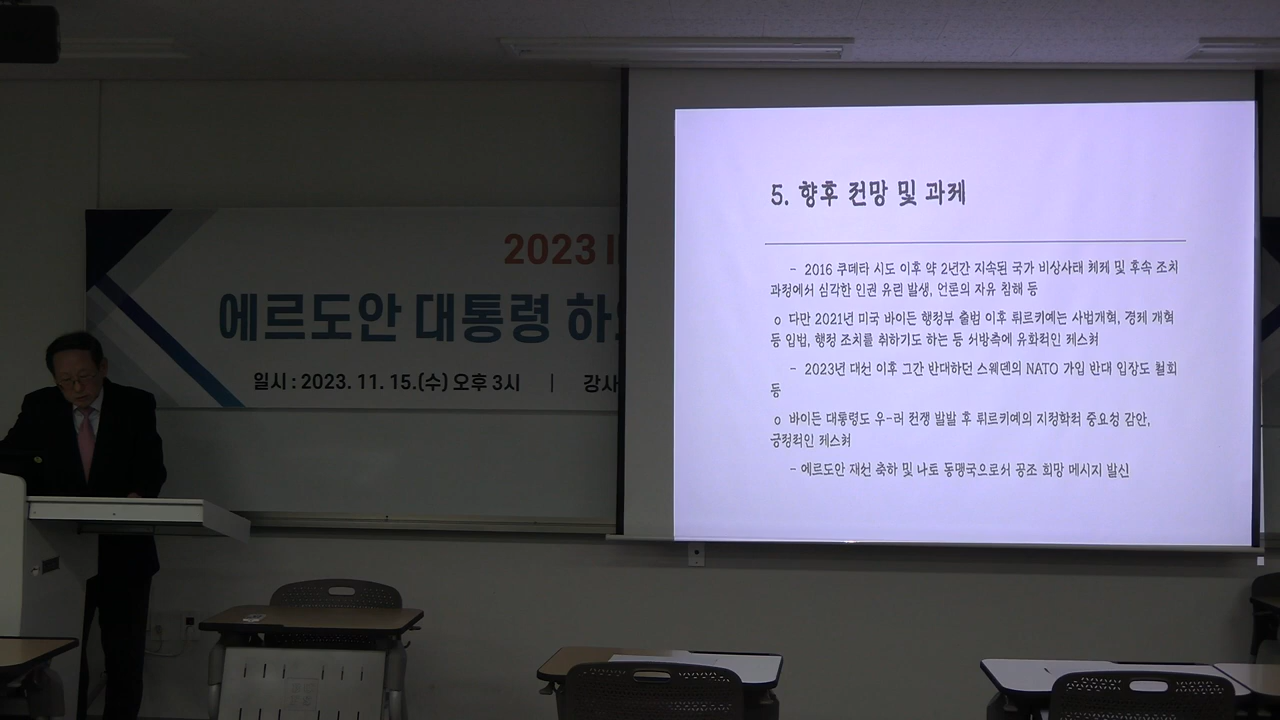 2023 I
에르도안 대통령 하
일시 : 2023. 11. 15.(수) 오후 3시 | 강사
5. 향후 전망 및 과제
- 2016 쿠데타 시도 이후 약 2년간 지속된 국가 비상사태 체제 및 후속 조치
과정에서 심각한 인권 유린 발생, 언론의 자유 침해 등
o 다만 2021년 미국 바이든 행정부 출범 이후 튀르키예는 사법개혁, 경제 개혁
등 입법, 행정 조치를 취하기도 하는 등 서방측에 유화적인 제스쳐
- 2023년 대선 이후 그간 반대하던 스웨덴의 NATO 가입 반대 입장도 철회
등
o 바이든 대통령도 우-러 전쟁 발발 후 튀르키예의 지정학적 중요성 감안,
긍정적인 제스쳐
- 에르도안 재선 축하 및 나토 동맹국으로서 공조 희망 메시지 발신